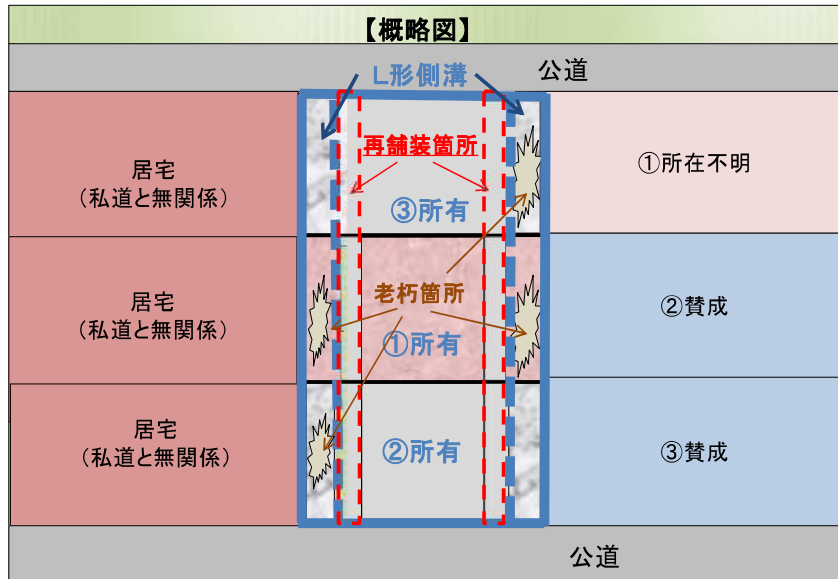 【概略図】
公道
L形側溝
居宅
（私道と無関係）
再舗装箇所
①所在不明
③所有
居宅
（私道と無関係）
老朽箇所
②賛成
①所有
居宅
（私道と無関係）
②所有
③賛成
公道